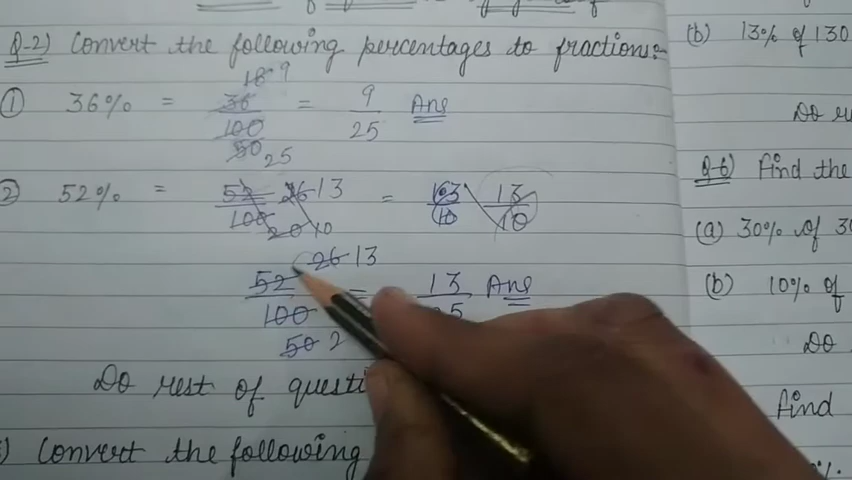 Q-2) Convert the following percentages to fractions:-
18 9
① 36% = 36/100 = 9/25 Ans
50 25
② 52% = 52/100 26 13 = 13/10 13/10
20 10
26 13
52/100 = 13/25 Ans
50 2
Do rest of questi
) Convert the following
(b) 13% of 130
Do
Q-6) Find the
(a) 30% of 30
(b) 10% of
Do
find